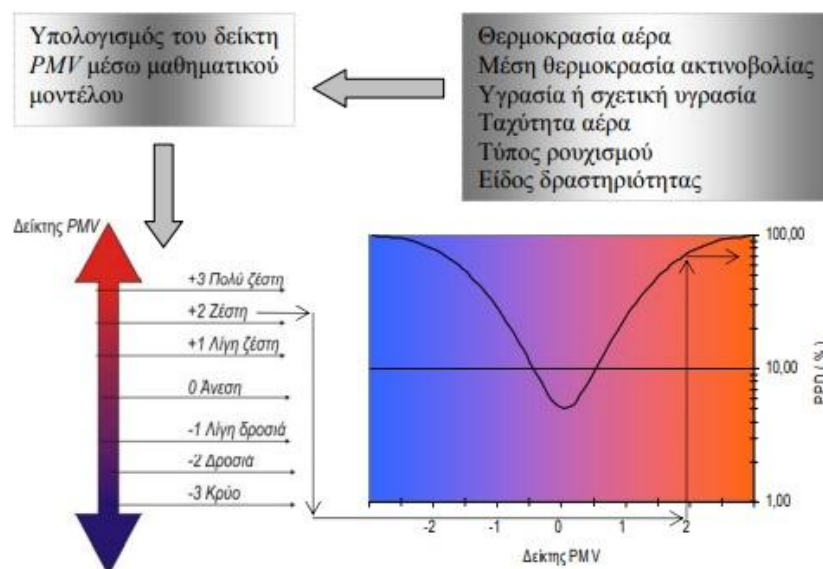 Υπολογισμός του δείκτη
PMV μέσω μαθηματικού
μοντέλου
Θερμοκρασία αέρα
Μέση θερμοκρασία ακτινοβολίας
Υγρασία ή σχετική υγρασία
Ταχύτητα αέρα
Τύπος ρουχισμού
Είδος δραστηριότητας
Δείκτης PMV
+3 Πολύ ζέστη
+2 Ζέστη
+1 Λίγη ζέστη
0 Άνεση
-1 Λίγη δροσιά
-2 Δροσιά
-3 Κρύο
100,00
10,00
1,00
PPD ( % )
-2 -1 0 1 2
Δείκτης PMV